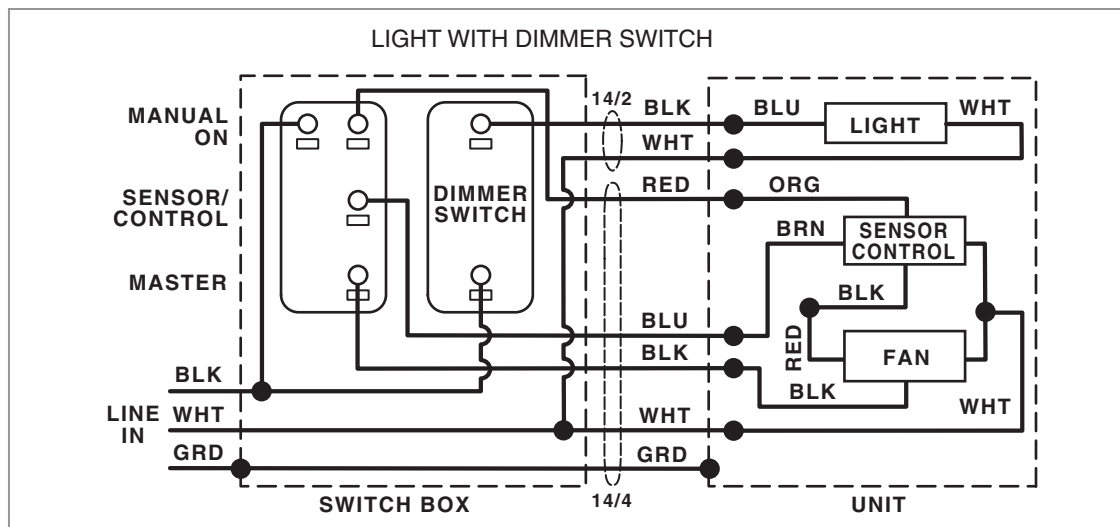 LIGHT WITH DIMMER SWITCH
MANUAL
ON
SENSOR/
CONTROL
MASTER
DIMMER
SWITCH
14/2
BLK
BLU
LIGHT
WHT
WHT
RED
ORG
BRN
SENSOR
CONTROL
BLK
BLU
RED
FAN
BLK
BLK
WHT
BLK
LINE
IN
WHT
WHT
GRD
GRD
SWITCH BOX
14/4
UNIT